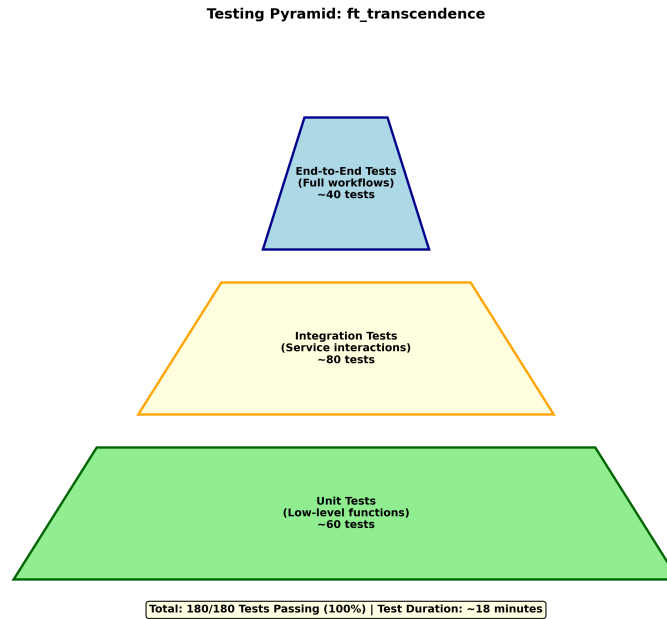 Testing Pyramid: ft_transcendence
End-to-End Tests
(Full workflows)
~40 tests
Integration Tests
(Service interactions)
~80 tests
Unit Tests
(Low-level functions)
~60 tests
Total: 180/180 Tests Passing (100%) | Test Duration: ~18 minutes